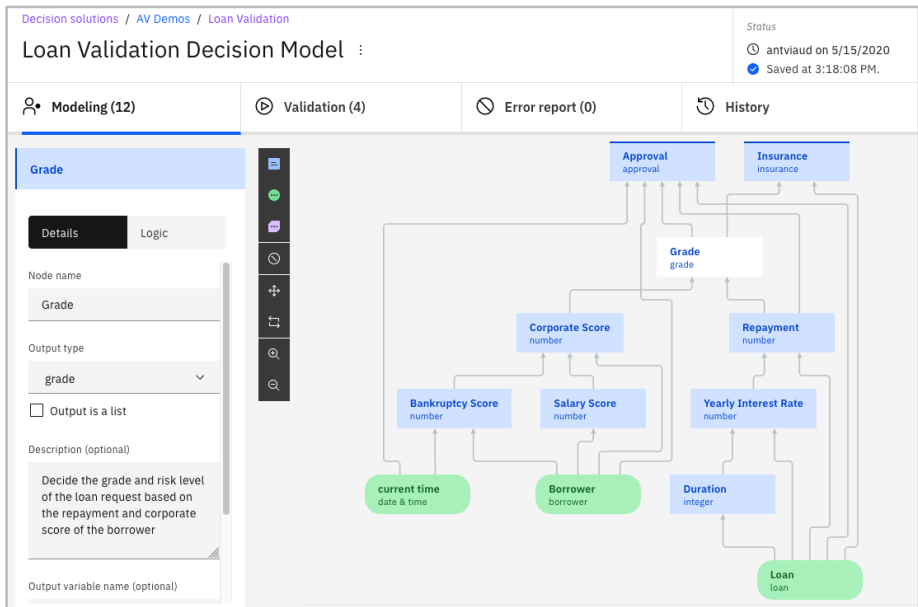 Decision solutions / AV Demos / Loan Validation
Loan Validation Decision Model
Status
antviaud on 5/15/2020
Saved at 3:18:08 PM.
Modeling (12)
Validation (4)
Error report (0)
History
Grade
Details
Logic
Node name
Grade
Output type
grade
Output is a list
Description (optional)
Decide the grade and risk level
of the loan request based on
the repayment and corporate
score of the borrower
Output variable name (optional)
Approval
approval
Insurance
insurance
Grade
grade
Corporate Score
number
Repayment
number
Bankruptcy Score
number
Salary Score
number
Yearly Interest Rate
number
current time
date & time
Borrower
borrower
Duration
integer
Loan
loan